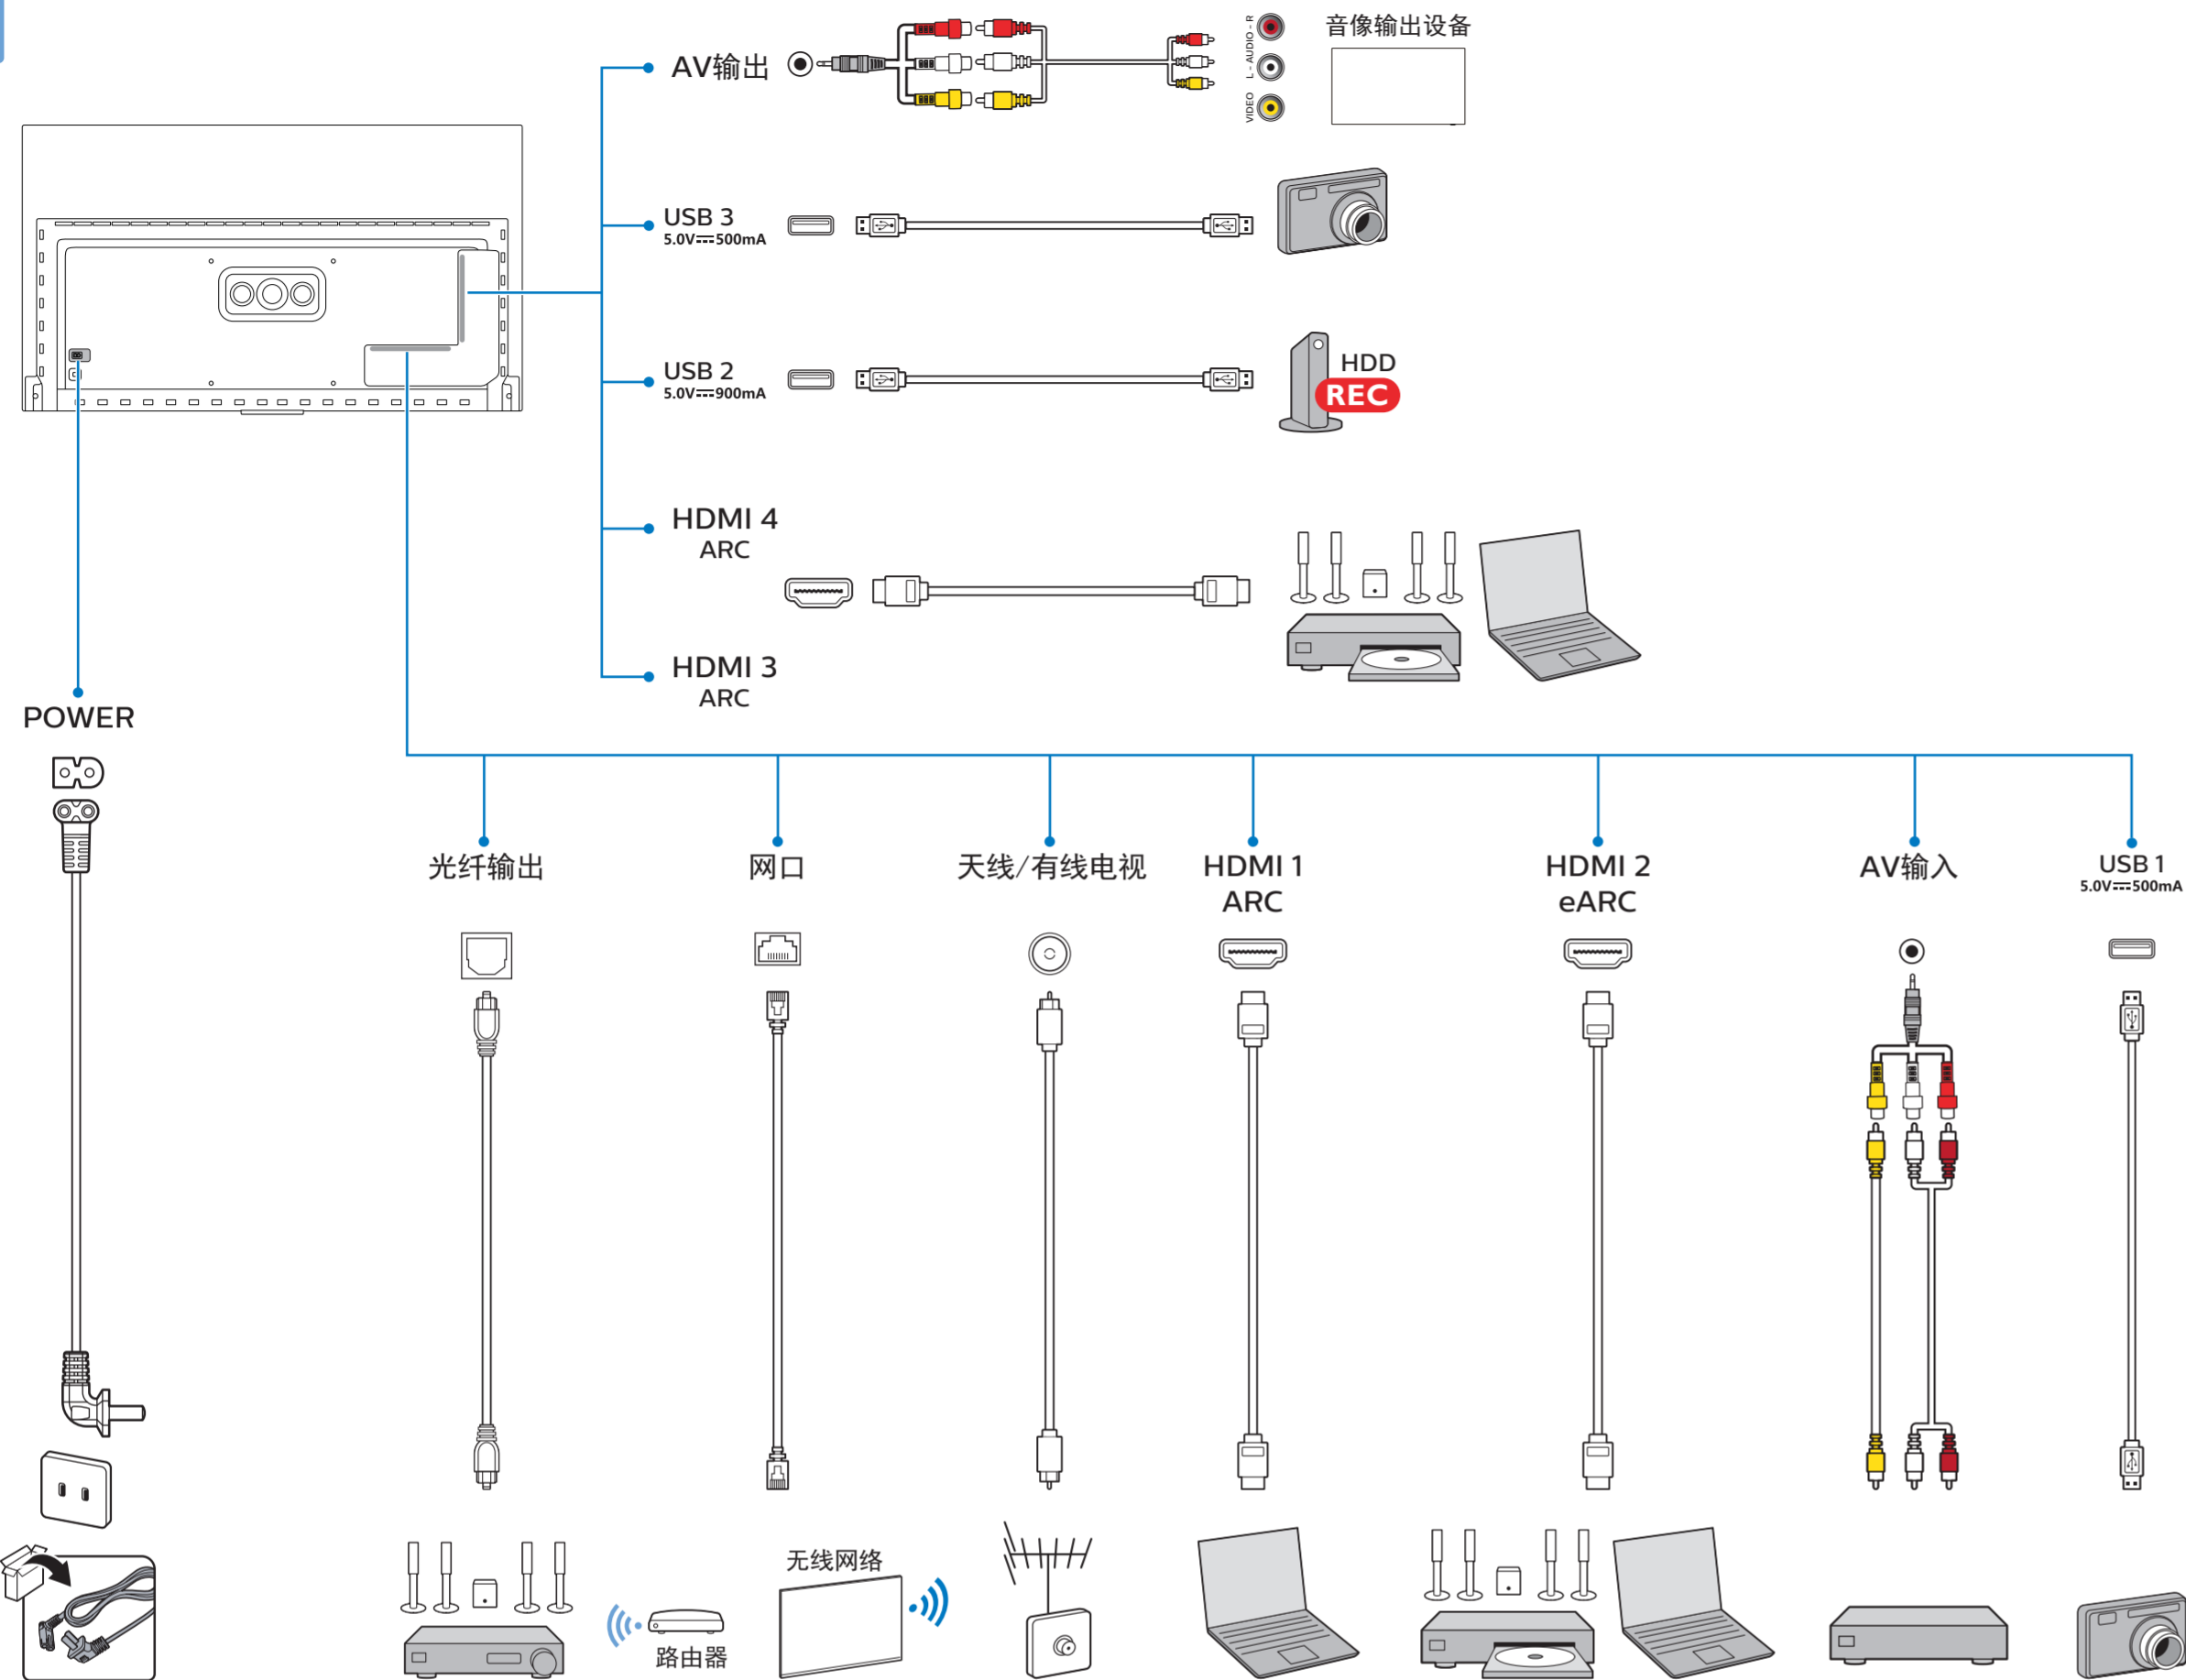 AV输出
L - AUDIO - R
VIDEO
音像输出设备
USB 3
5.0V⎓500mA
USB 2
5.0V⎓900mA
HDD
REC
HDMI 4
ARC
HDMI 3
ARC
POWER
光纤输出
网口
天线/有线电视
HDMI 1
ARC
HDMI 2
eARC
AV输入
USB 1
5.0V⎓500mA
无线网络
路由器